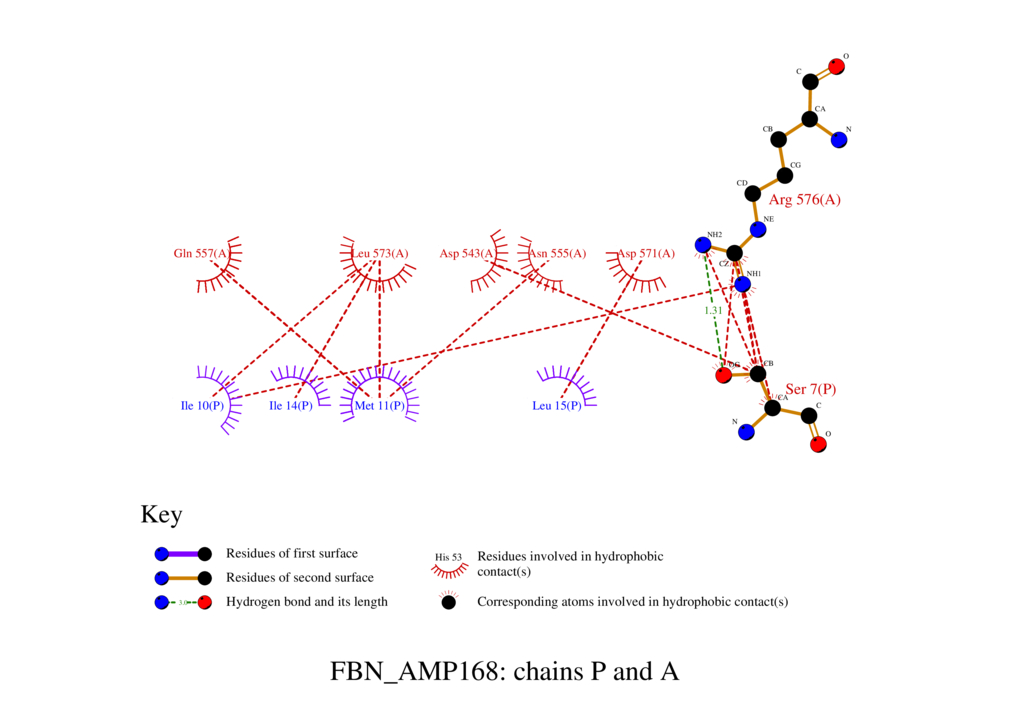 O
C
CA
CB
N
CG
CD
Arg 576(A)
NE
NH2
Gln 557(A)
Leu 573(A)
Asp 543(A)
Asn 555(A)
Asp 571(A)
CZ
NH1
1.31
OG
CB
Ser 7(P)
CA
C
Ile 10(P)
Ile 14(P)
Met 11(P)
Leu 15(P)
N
O
Key
Residues of first surface
His 53
Residues involved in hydrophobic
contact(s)
Residues of second surface
3.0
Hydrogen bond and its length
Corresponding atoms involved in hydrophobic contact(s)
FBN_AMP168: chains P and A